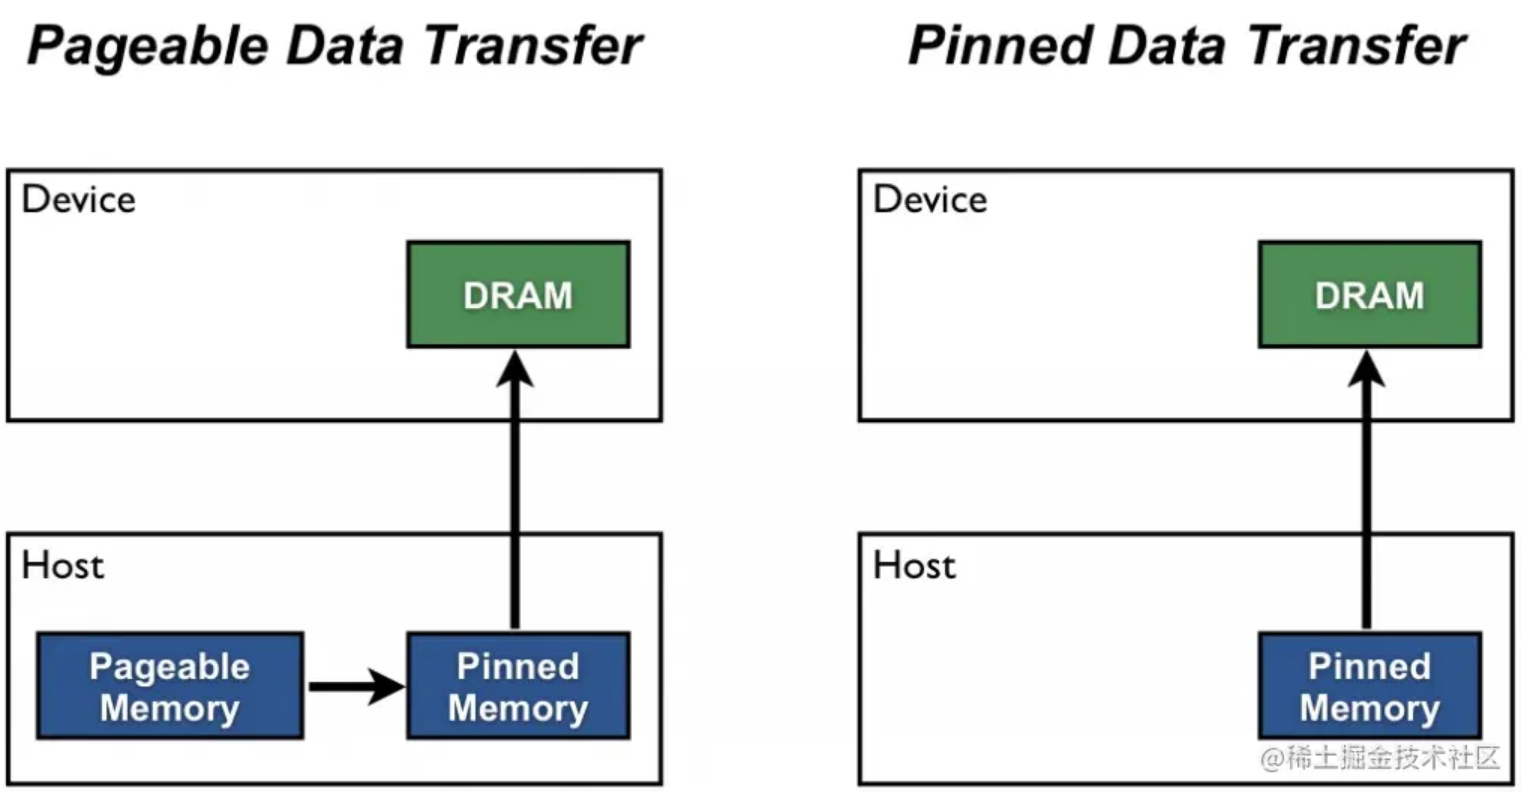 Pageable Data Transfer
Device
DRAM
Host
Pageable
Memory
Pinned
Memory
Pinned Data Transfer
Device
DRAM
Host
Pinned
Memory
@稀土掘金技术社区